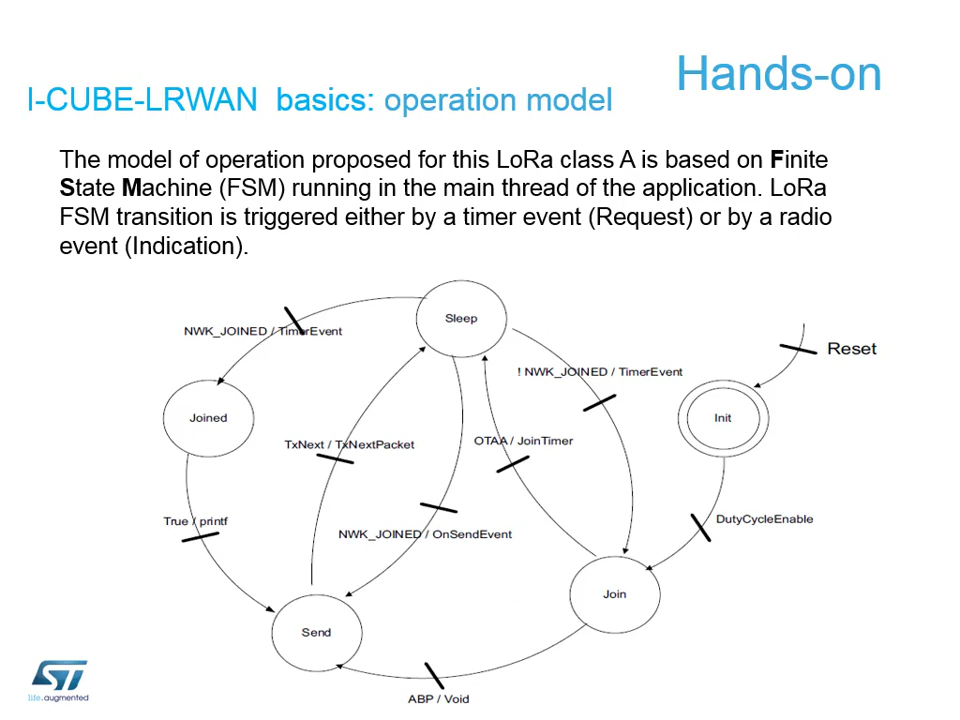 Hands-on
I-CUBE-LRWAN basics: operation model
The model of operation proposed for this LoRa class A is based on Finite
State Machine (FSM) running in the main thread of the application. LoRa
FSM transition is triggered either by a timer event (Request) or by a radio
event (Indication).
Sleep
NWK_JOINED / TimerEvent
Reset
! NWK_JOINED / TimerEvent
Joined
Init
TxNext / TxNextPacket
OTAA / JoinTimer
True / printf
DutyCycleEnable
NWK_JOINED / OnSendEvent
Join
Send
ABP / Void
ST
life.augmented